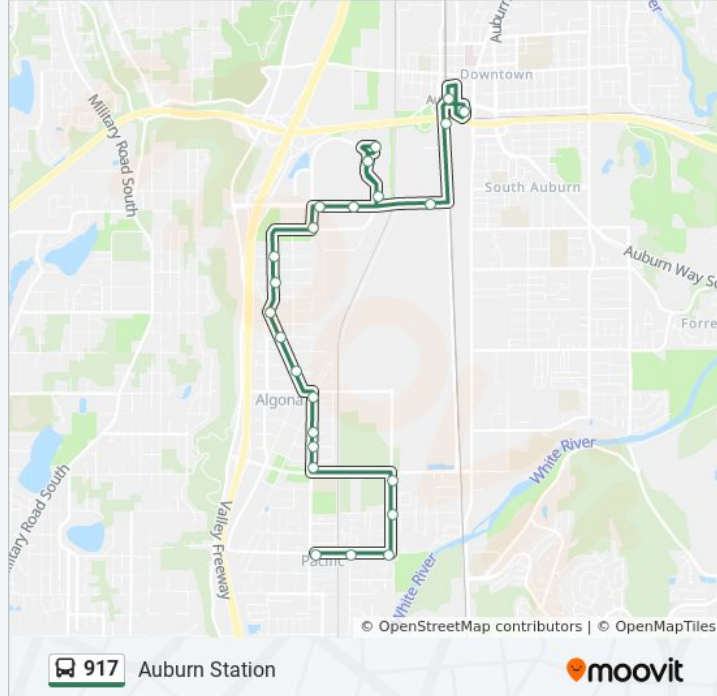 Auburn
Downtown
Au
Military Road South
South Auburn
Auburn Way So
Forre
Algona
White River
Military Road South
Valley Freeway
White River
Pacific
© OpenStreetMap contributors | © OpenMapTiles
917 Auburn Station
moovit